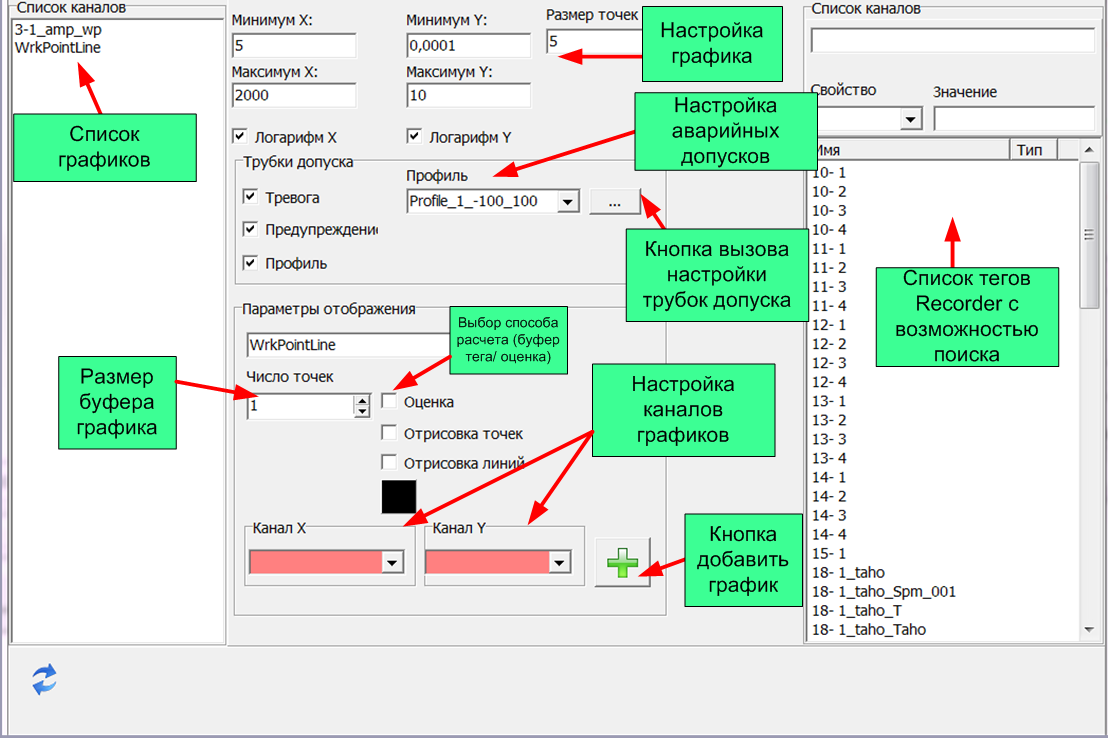 Список каналов
3-1_amp_wp
WrkPointLine
Список
графиков
Минимум X:
5
Минимум Y:
0,0001
Размер точек
5
Максимум X:
2000
Максимум Y:
10
Настройка
графика
Логарифм X
Логарифм Y
Настройка
аварийных
допусков
Трубки допуска
Тревога
Предупреждение
Профиль
Профиль
Profile_1_-100_100
...
Кнопка вызова
настройки
трубок допуска
Параметры отображения
WrkPointLine
Выбор способа
расчета (буфер
тега/ оценка)
Число точек
1
Размер
буфера
графика
Оценка
Отрисовка точек
Отрисовка линий
Настройка
каналов
графиков
Канал X
Канал Y
Кнопка
добавить
график
Список каналов
Свойство
Значение
Имя
Тип
10- 1
10- 2
10- 3
10- 4
11- 1
11- 2
11- 3
11- 4
12- 1
12- 2
12- 3
12- 4
13- 1
13- 2
13- 3
13- 4
14- 1
14- 2
14- 3
14- 4
15- 1
18- 1_taho
18- 1_taho_Spm_001
18- 1_taho_T
18- 1_taho_Taho
Список тегов
Recorder с
возможностью
поиска